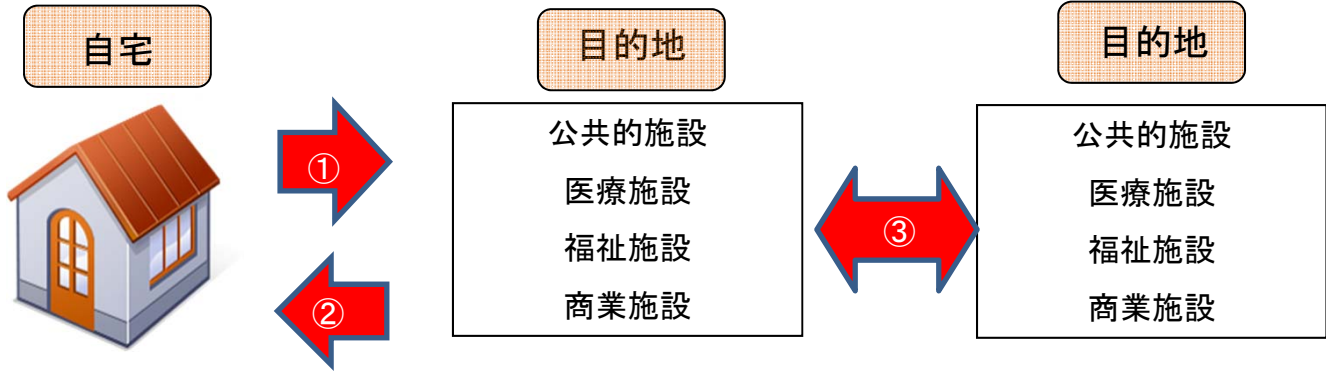 自宅
目的地
目的地
①
②
公共的施設
医療施設
福祉施設
商業施設
③
公共的施設
医療施設
福祉施設
商業施設